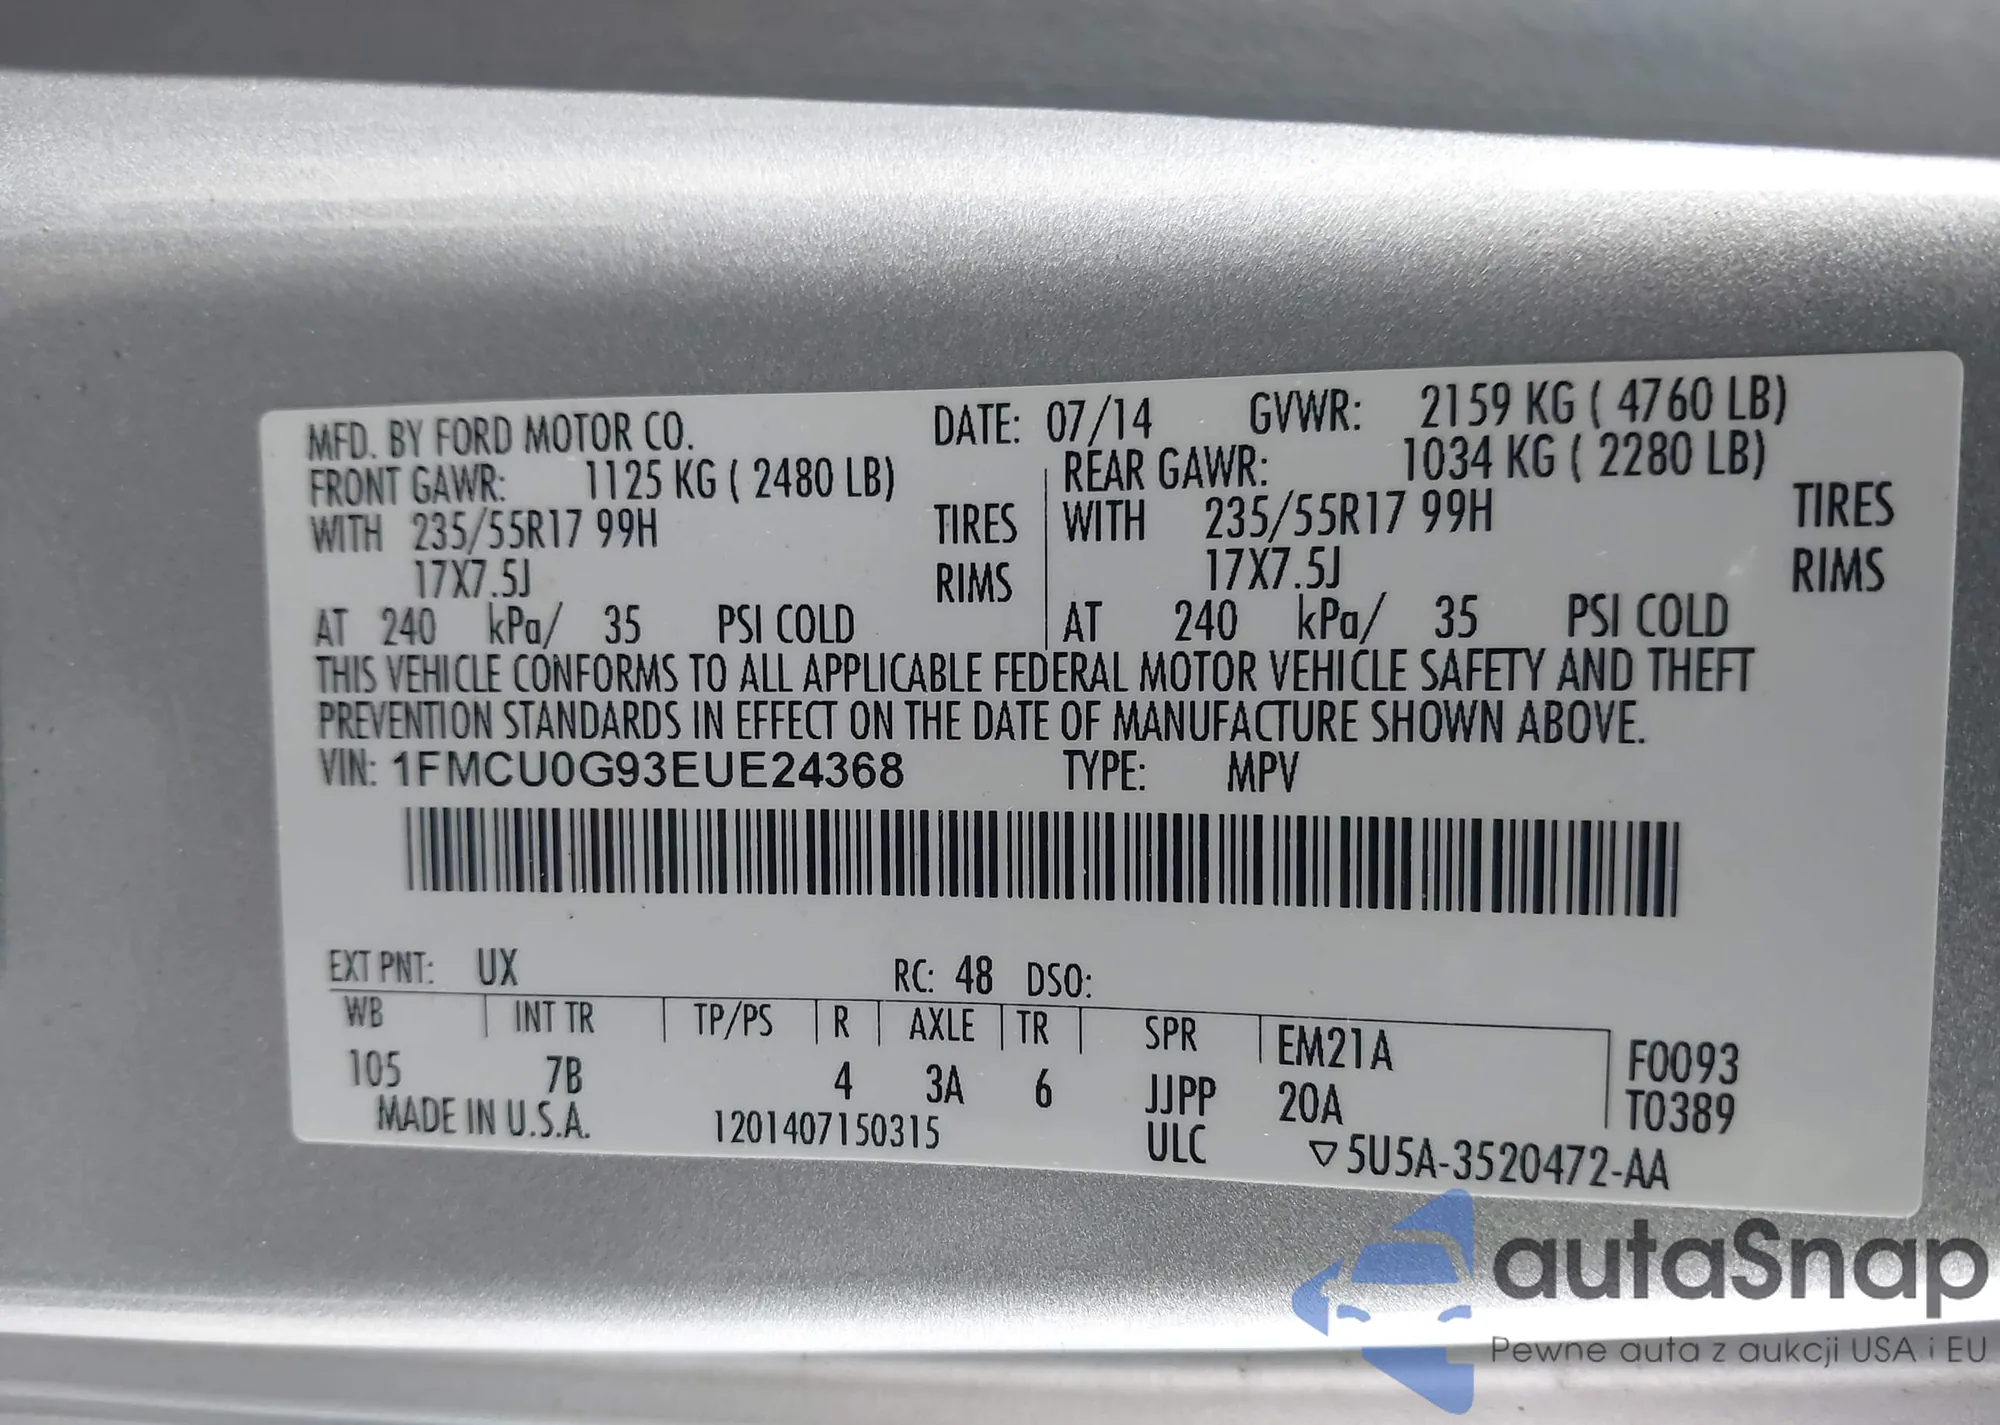 MFD. BY FORD MOTOR CO. DATE: 07/14 GVWR: 2159 KG ( 4760 LB)
FRONT GAWR: 1125 KG ( 2480 LB) REAR GAWR: 1034 KG ( 2280 LB)
WITH 235/55R17 99H TIRES WITH 235/55R17 99H TIRES
17X7.5J RIMS 17X7.5J RIMS
AT 240 kPa/ 35 PSI COLD AT 240 kPa/ 35 PSI COLD
THIS VEHICLE CONFORMS TO ALL APPLICABLE FEDERAL MOTOR VEHICLE SAFETY AND THEFT
PREVENTION STANDARDS IN EFFECT ON THE DATE OF MANUFACTURE SHOWN ABOVE.
VIN: 1FMCU0G93EUE24368 TYPE: MPV
EXT PNT: UX RC: 48 DSO:
WB INT TR TP/PS R AXLE TR SPR EM21A F0093
105 7B 4 3A 6 JJPP 20A T0389
MADE IN U.S.A. 1201407150315 ULC ▽5U5A-3520472-AA
autaSnap
Pewne auta z aukcji USA i EU